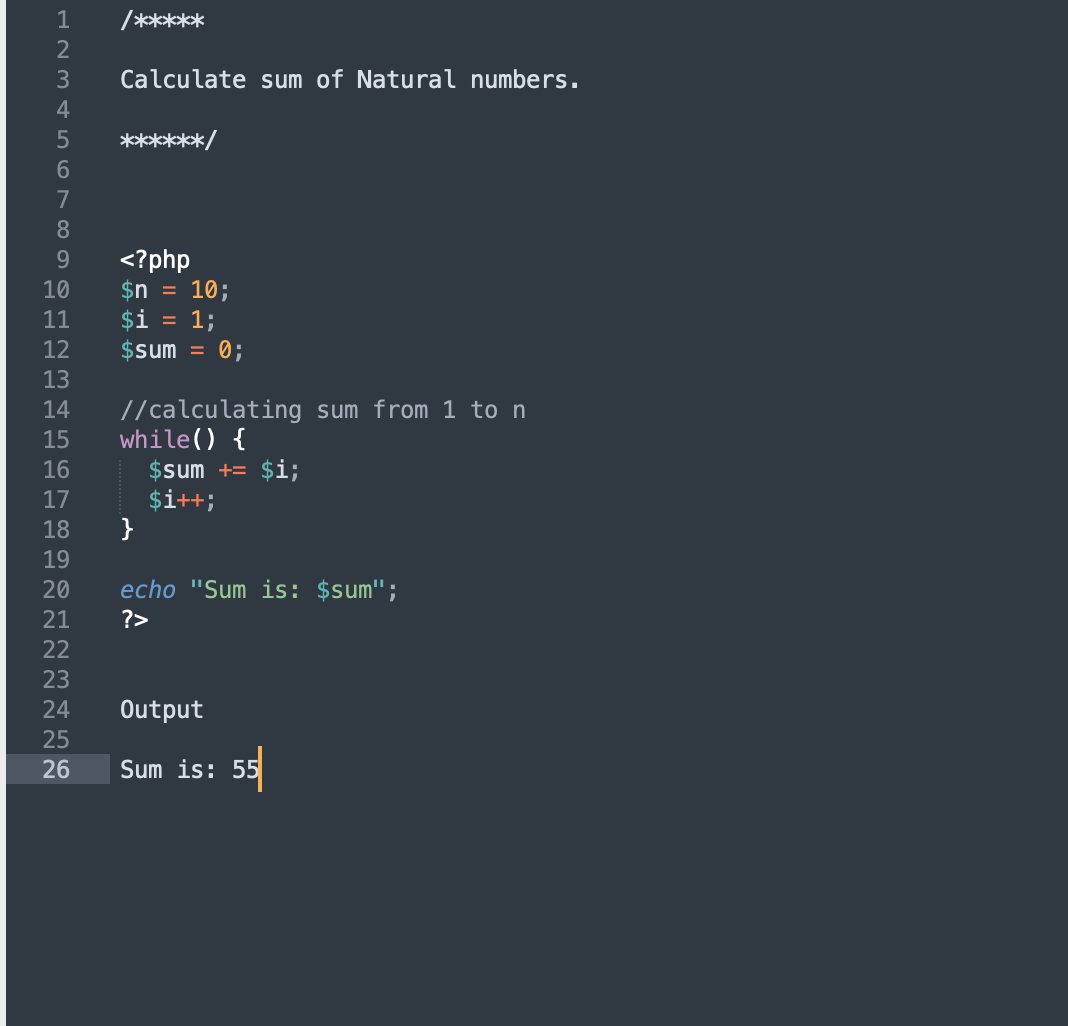 1 /*****
2
3 Calculate sum of Natural numbers.
4
5 ******/
6
7
8
9 <?php
10 $n = 10;
11 $i = 1;
12 $sum = 0;
13
14 //calculating sum from 1 to n
15 while() {
16   $sum += $i;
17   $i++;
18 }
19
20 echo "Sum is: $sum";
21 ?>
22
23
24 Output
25
26 Sum is: 55